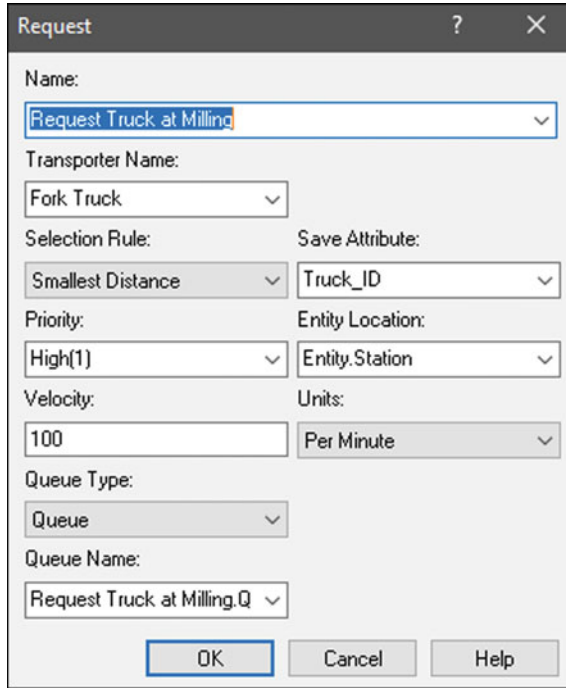 Request ? ×
Name:
Request Truck at Milling
Transporter Name:
Fork Truck
Selection Rule: Save Attribute:
Smallest Distance Truck_ID
Priority: Entity Location:
High(1) Entity.Station
Velocity: Units:
100 Per Minute
Queue Type:
Queue
Queue Name:
Request Truck at Milling.Q
OK Cancel Help